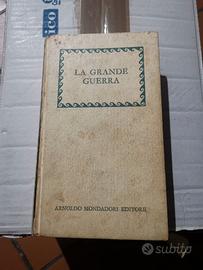 LA GRANDE
GUERRA
ARNOLDO MONDADORI EDITORE
subito